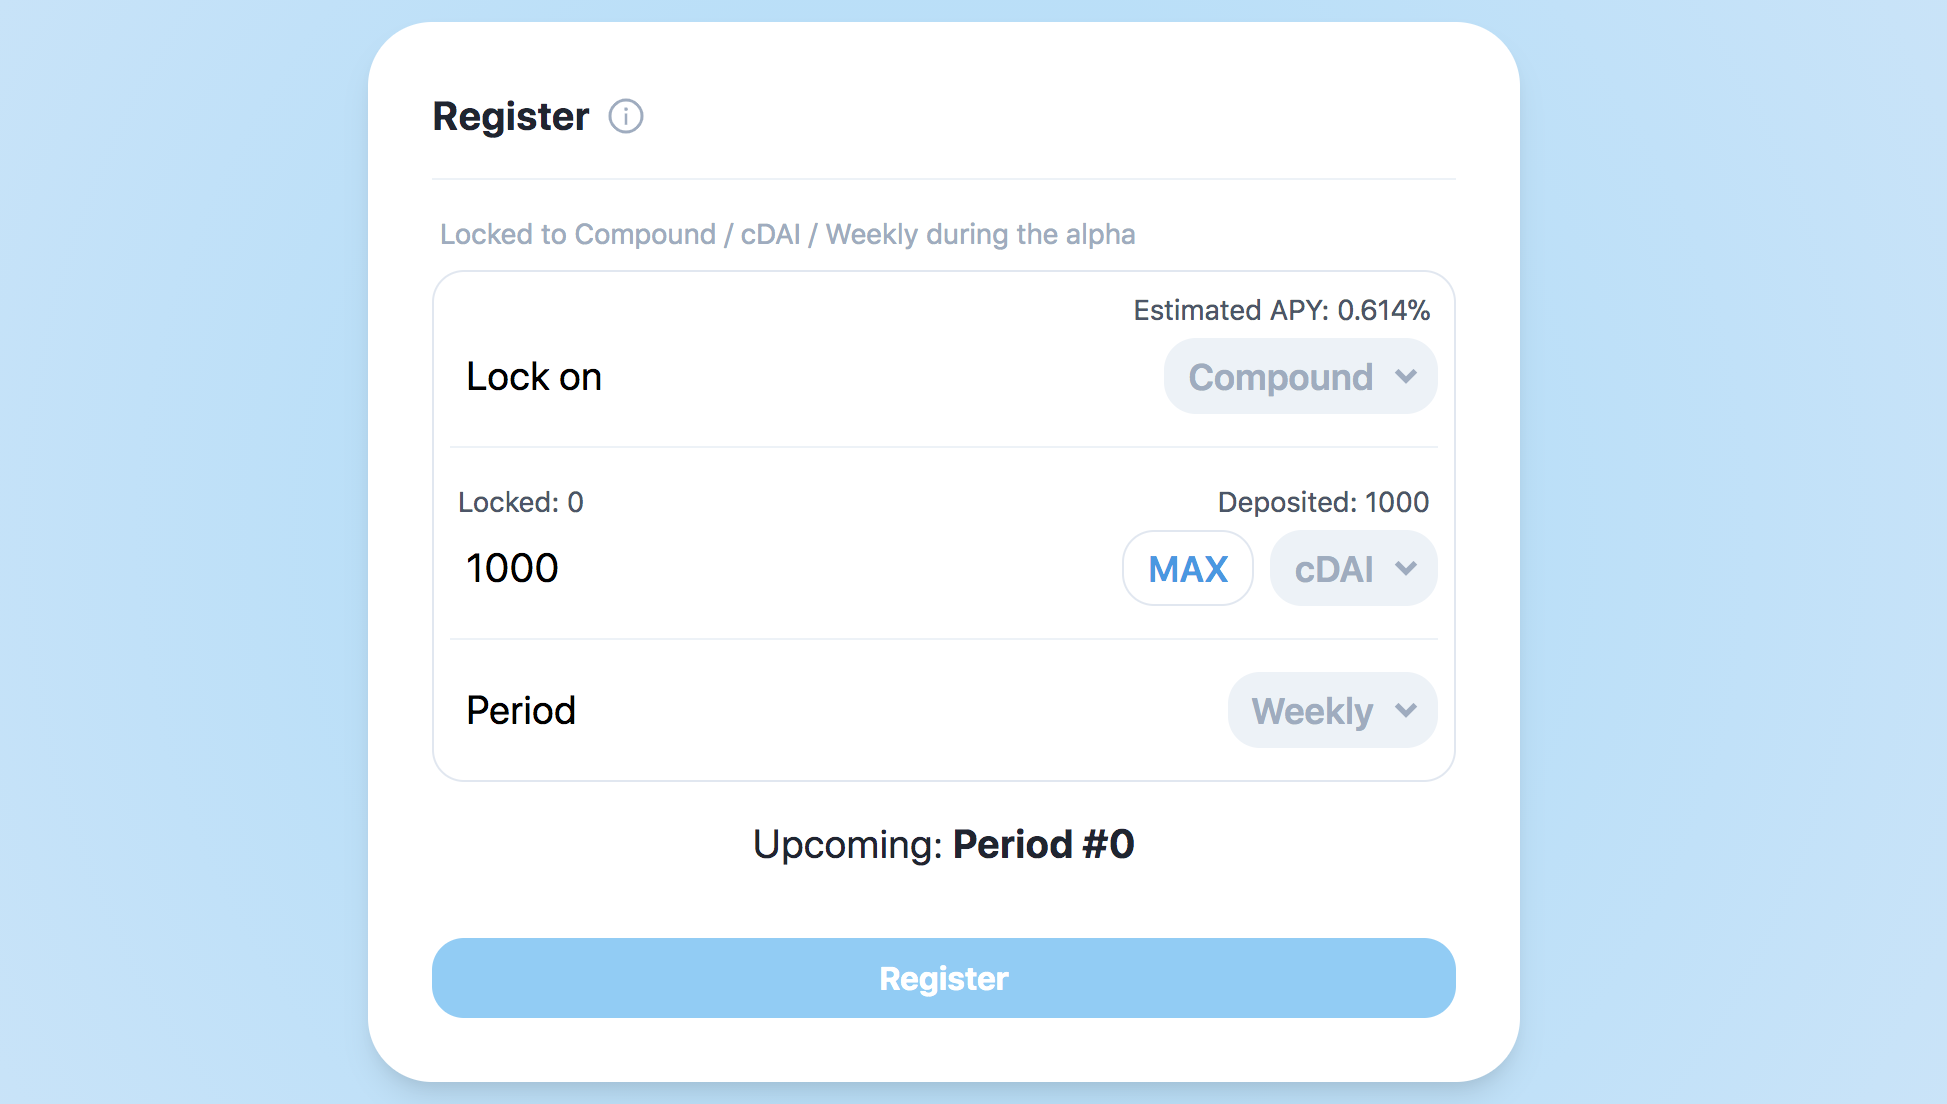 Register
Locked to Compound / cDAI / Weekly during the alpha
Estimated APY: 0.614%
Lock on
Compound
Locked: 0
Deposited: 1000
1000
MAX
cDAI
Period
Weekly
Upcoming: Period #0
Register